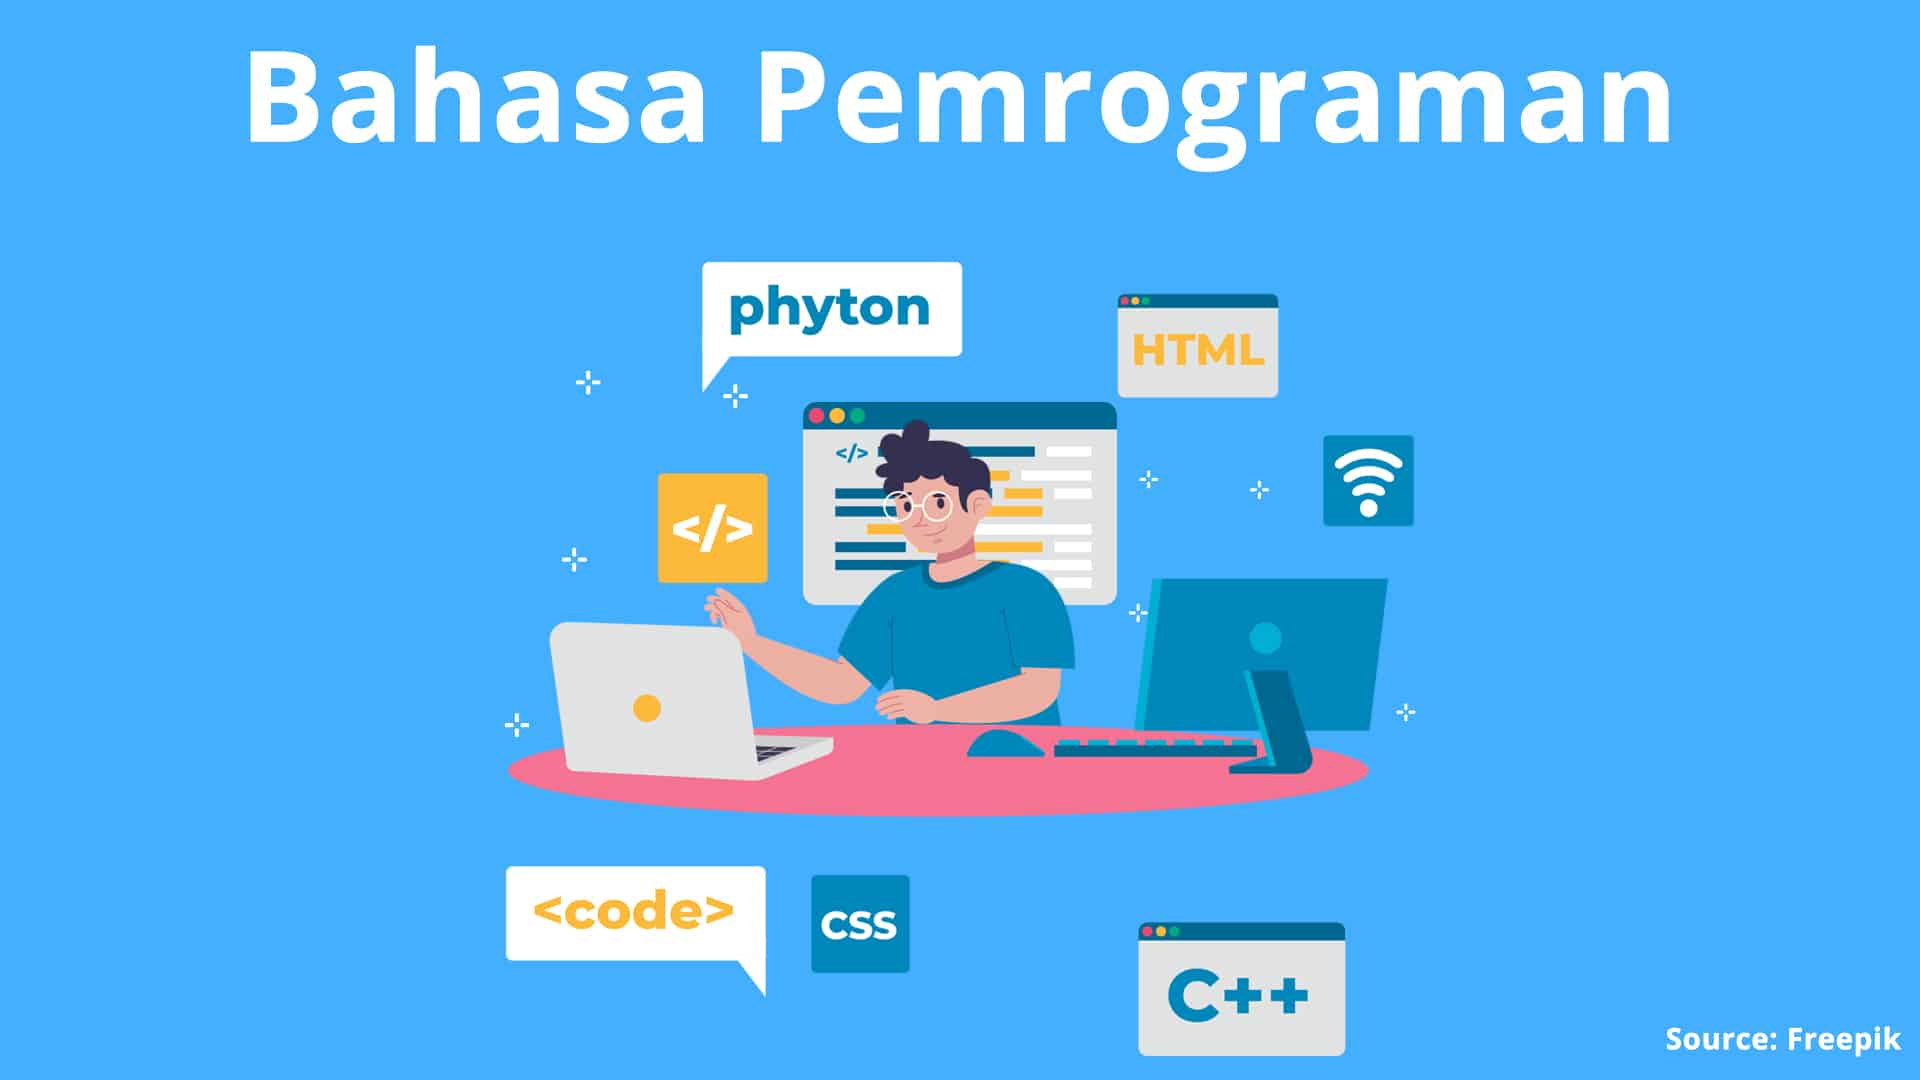 Bahasa Pemrograman
phyton
HTML
</>
</>
<code>
CSS
C++
Source: Freepik